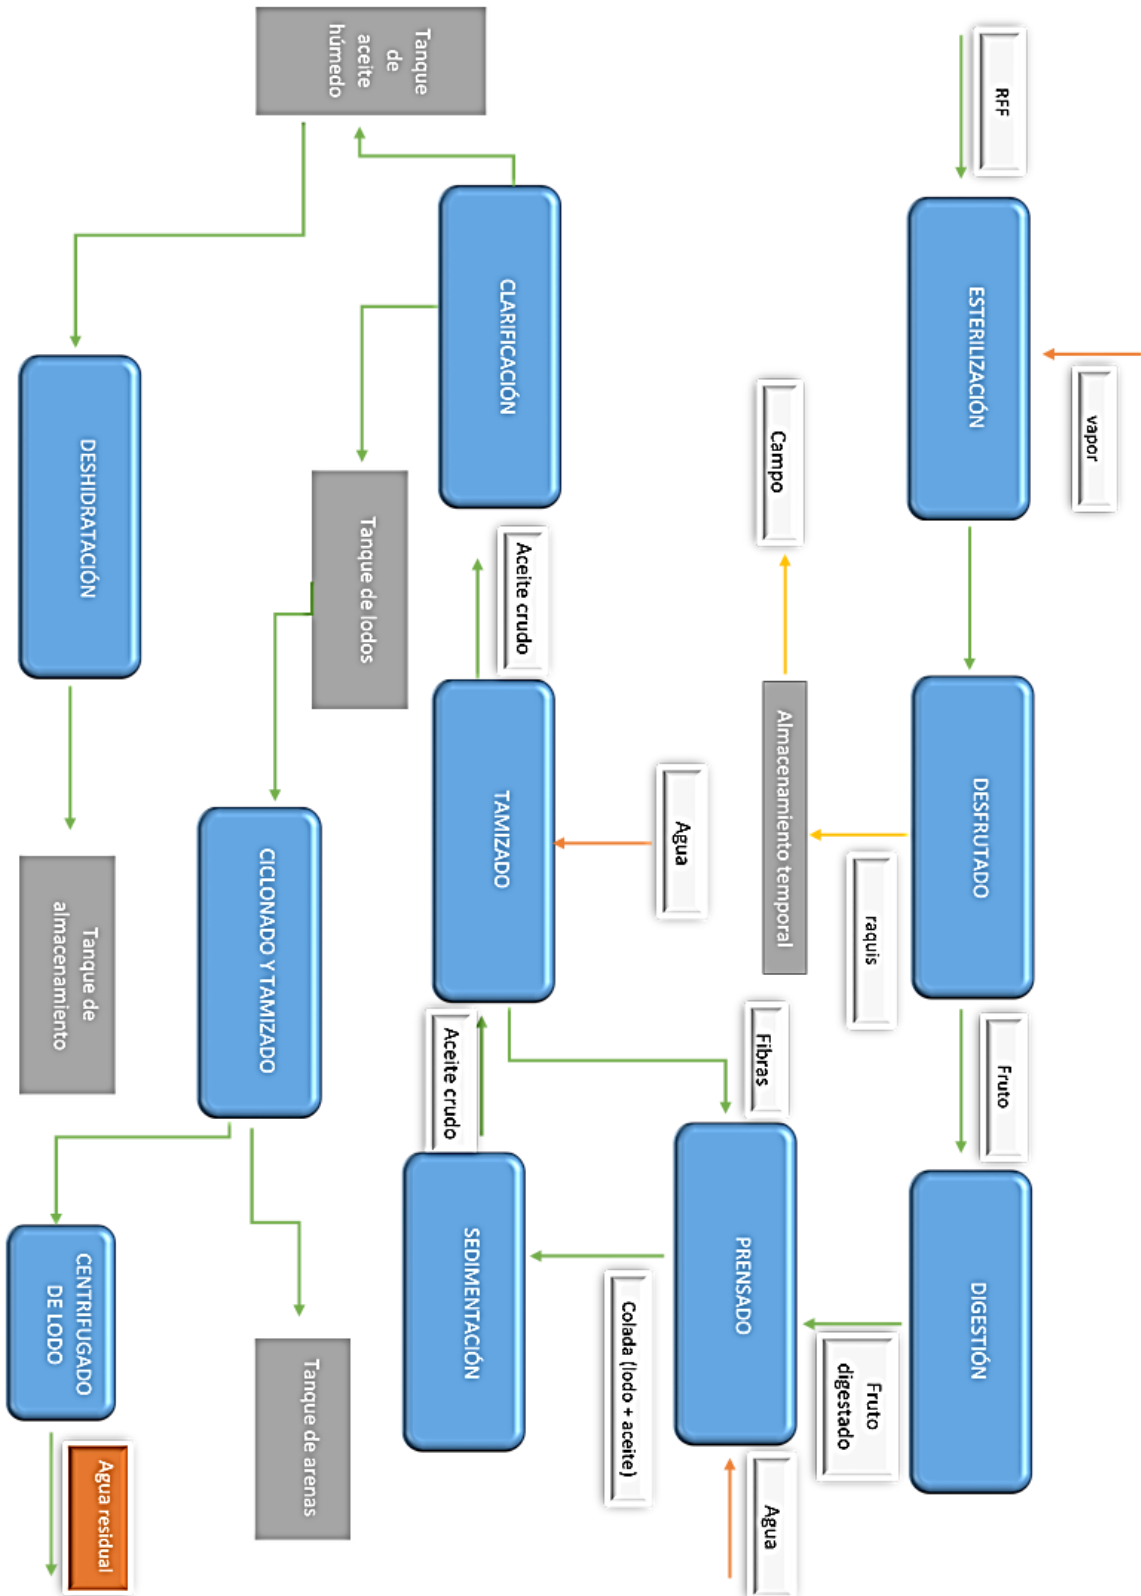 RFF
vapor
ESTERILIZACIÓN
DESFRUTADO
Fruto
DIGESTIÓN
raquis
Fruto
digestado
Campo
Almacenamiento temporal
Fibras
PRENSADO
Agua
Agua
Colada (lodo + aceite)
CLARIFICACIÓN
Aceite crudo
TAMIZADO
Aceite crudo
SEDIMENTACIÓN
Tanque
de
aceite
húmedo
Tanque de lodos
CICLONADO Y TAMIZADO
Tanque de arenas
DESHIDRATACIÓN
Tanque de
almacenamiento
CENTRIFUGADO
DE LODO
Agua residual